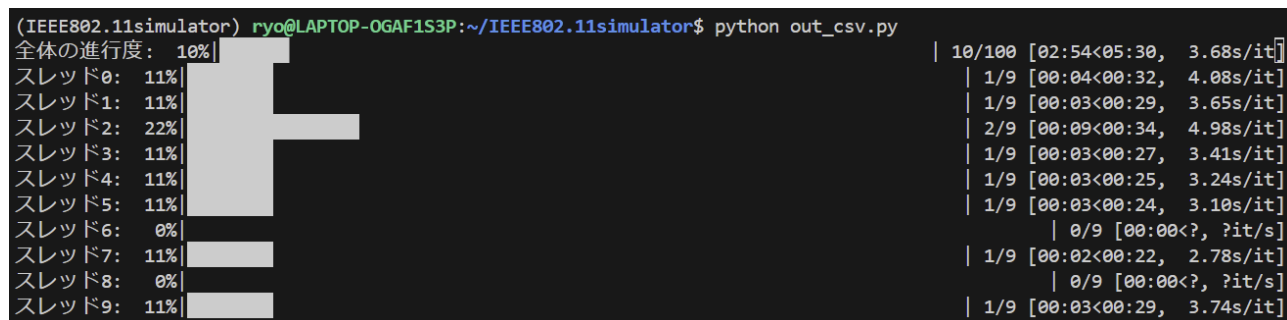 (IEEE802.11simulator) ryo@LAPTOP-OGAF1S3P:~/IEEE802.11simulator$ python out_csv.py
全体の進行度: 10%| | 10/100 [02:54<05:30, 3.68s/it]
スレッド0: 11%| | 1/9 [00:04<00:32, 4.08s/it]
スレッド1: 11%| | 1/9 [00:03<00:29, 3.65s/it]
スレッド2: 22%| | 2/9 [00:09<00:34, 4.98s/it]
スレッド3: 11%| | 1/9 [00:03<00:27, 3.41s/it]
スレッド4: 11%| | 1/9 [00:03<00:25, 3.24s/it]
スレッド5: 11%| | 1/9 [00:03<00:24, 3.10s/it]
スレッド6: 0%| | 0/9 [00:00<?, ?it/s]
スレッド7: 11%| | 1/9 [00:02<00:22, 2.78s/it]
スレッド8: 0%| | 0/9 [00:00<?, ?it/s]
スレッド9: 11%| | 1/9 [00:03<00:29, 3.74s/it]